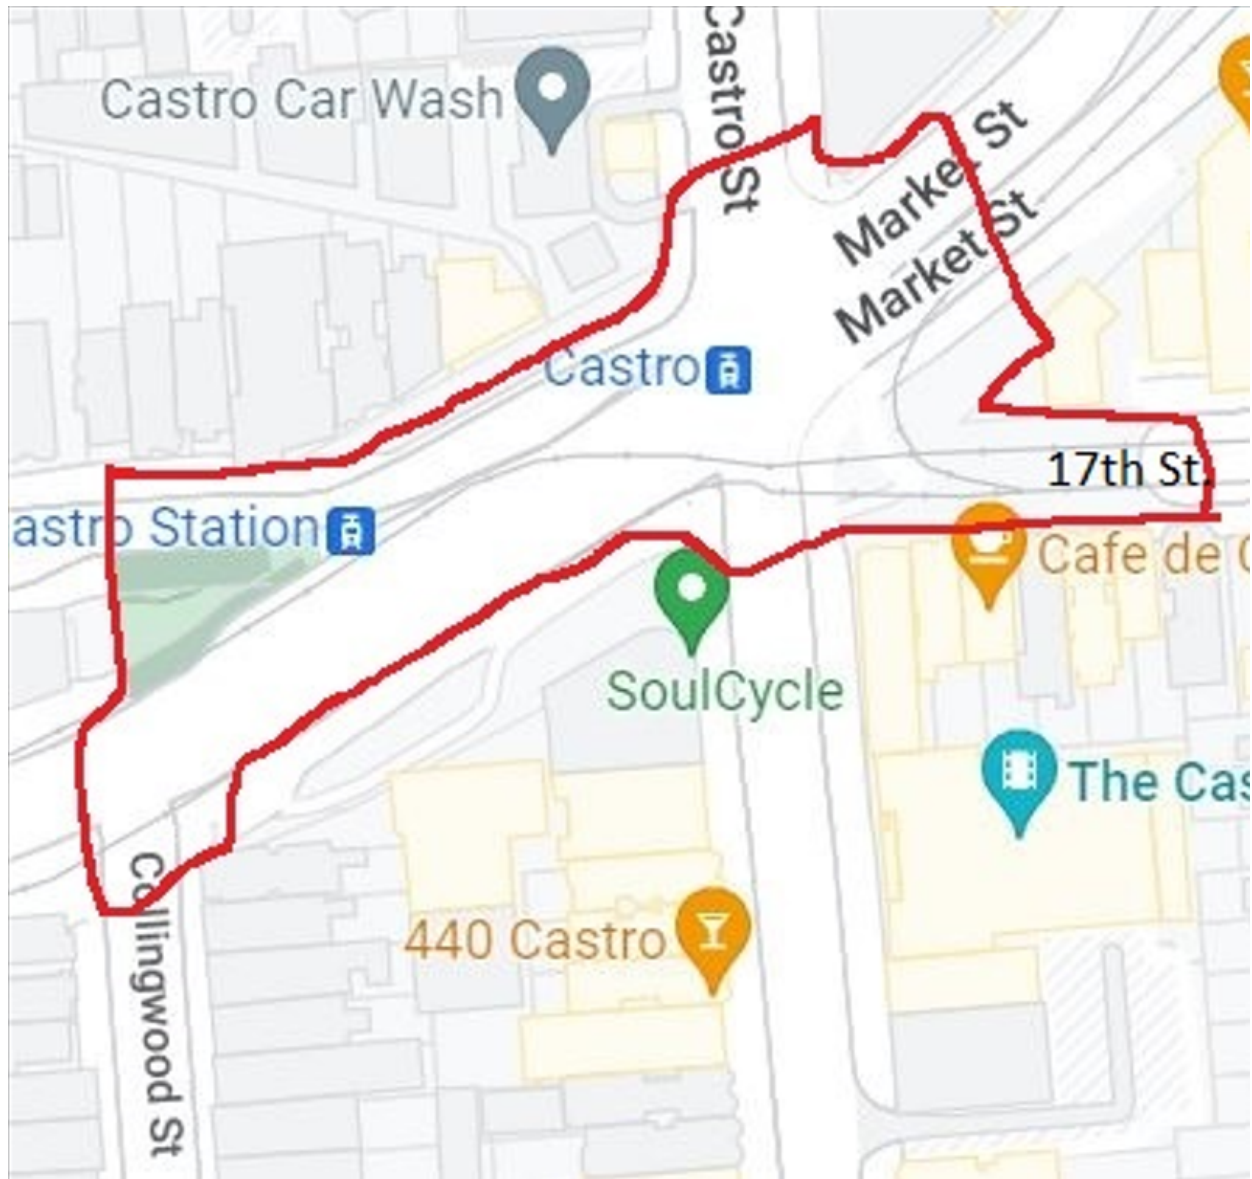 Castro St
Castro Car Wash
Market St
Market St
Castro
17th St.
astro Station
Cafe de
SoulCycle
The Cas
440 Castro
Collingwood St